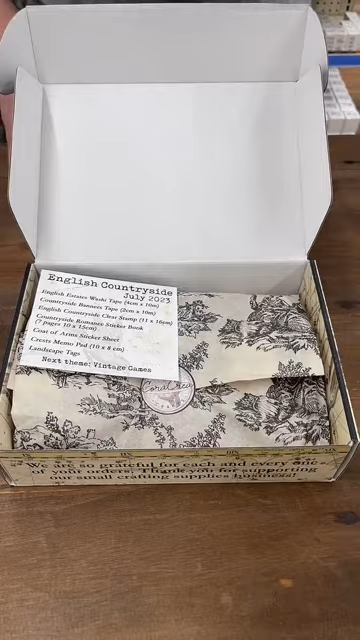 English Countryside
July 2023
English Estates Washi Tape (4cm x 10m)
Countryside Banners Tape (2cm x 10m)
English Countryside Clear Stamp (11 x 16cm)
Countryside Romance Sticker Book
(7 pages 10 x 15cm)
Coat of Arms Sticker Sheet
Crests Memo Pad (10 x 8 cm)
Landscape Tags
Next theme: Vintage Games
We are so grateful for each and every one
of your orders, Thank you for supporting
our small crafting supplies business!